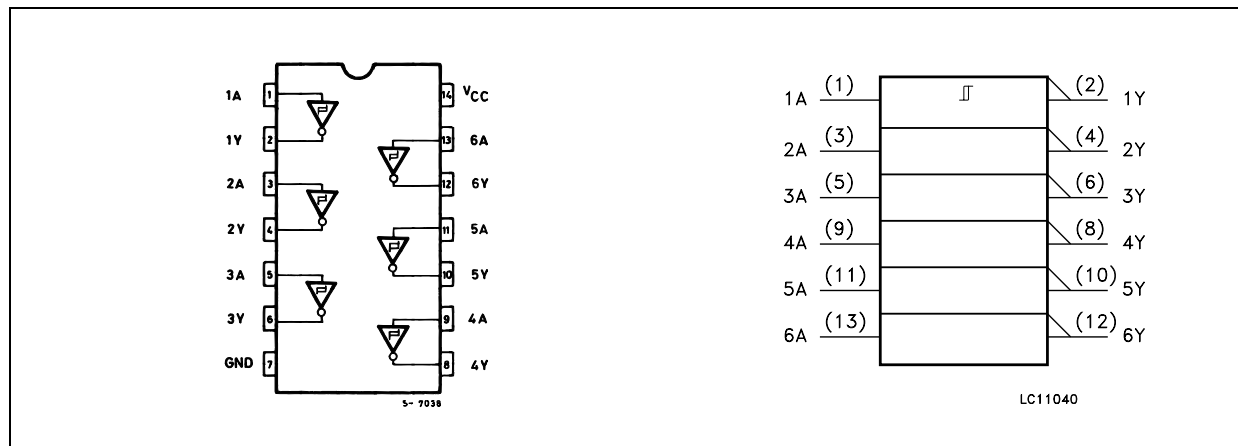 1A 1 14 VCC
1Y 2 13 6A
2A 3 12 6Y
2Y 4 11 5A
3A 5 10 5Y
3Y 6 9 4A
GND 7 8 4Y
S- 7038
1A (1) (2) 1Y
2A (3) (4) 2Y
3A (5) (6) 3Y
4A (9) (8) 4Y
5A (11) (10) 5Y
6A (13) (12) 6Y
LC11040